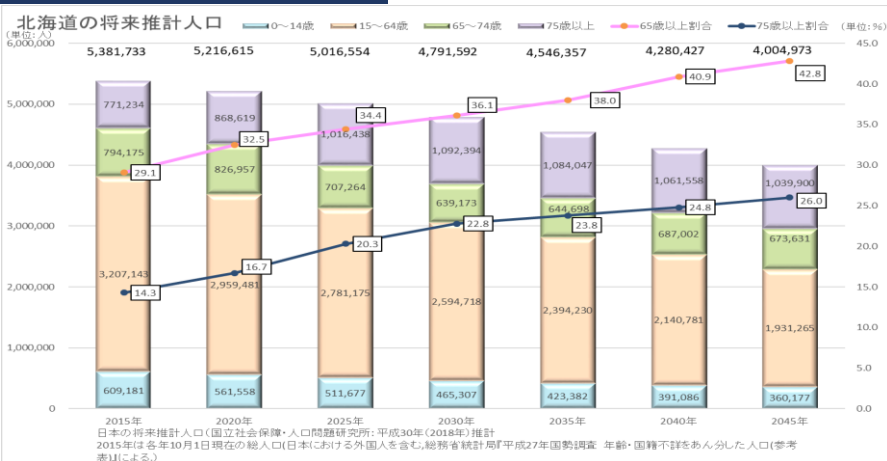 北海道の将来推計人口
0～14歳 15～64歳 65～74歳 75歳以上 65歳以上割合 75歳以上割合
(単位：人) (単位：%)
5,381,733 5,216,615 5,016,554 4,791,592 4,546,357 4,280,427 4,004,973
6,000,000 5,000,000 4,000,000 3,000,000 2,000,000 1,000,000 0
45.0 40.0 35.0 30.0 25.0 20.0 15.0 10.0 5.0 0.0
771,234 868,619 1,016,438 1,092,394 1,084,047 1,061,558 1,039,900
794,175 826,957 707,264 639,173 644,698 687,002 673,631
3,207,143 2,959,481 2,781,175 2,594,718 2,394,230 2,140,781 1,931,265
609,181 561,558 511,677 465,307 423,382 391,086 360,177
29.1 32.5 34.4 36.1 38.0 40.9 42.8
14.3 16.7 20.3 22.8 23.8 24.8 26.0
2015年 2020年 2025年 2030年 2035年 2040年 2045年
日本の将来推計人口(国立社会保障・人口問題研究所：平成30年(2018年)推計
2015年は各年10月1日現在の総人口(日本における外国人を含む,総務省統計局『平成27年国勢調査 年齢・国籍不詳をあん分した人口(参考
表)』による.)